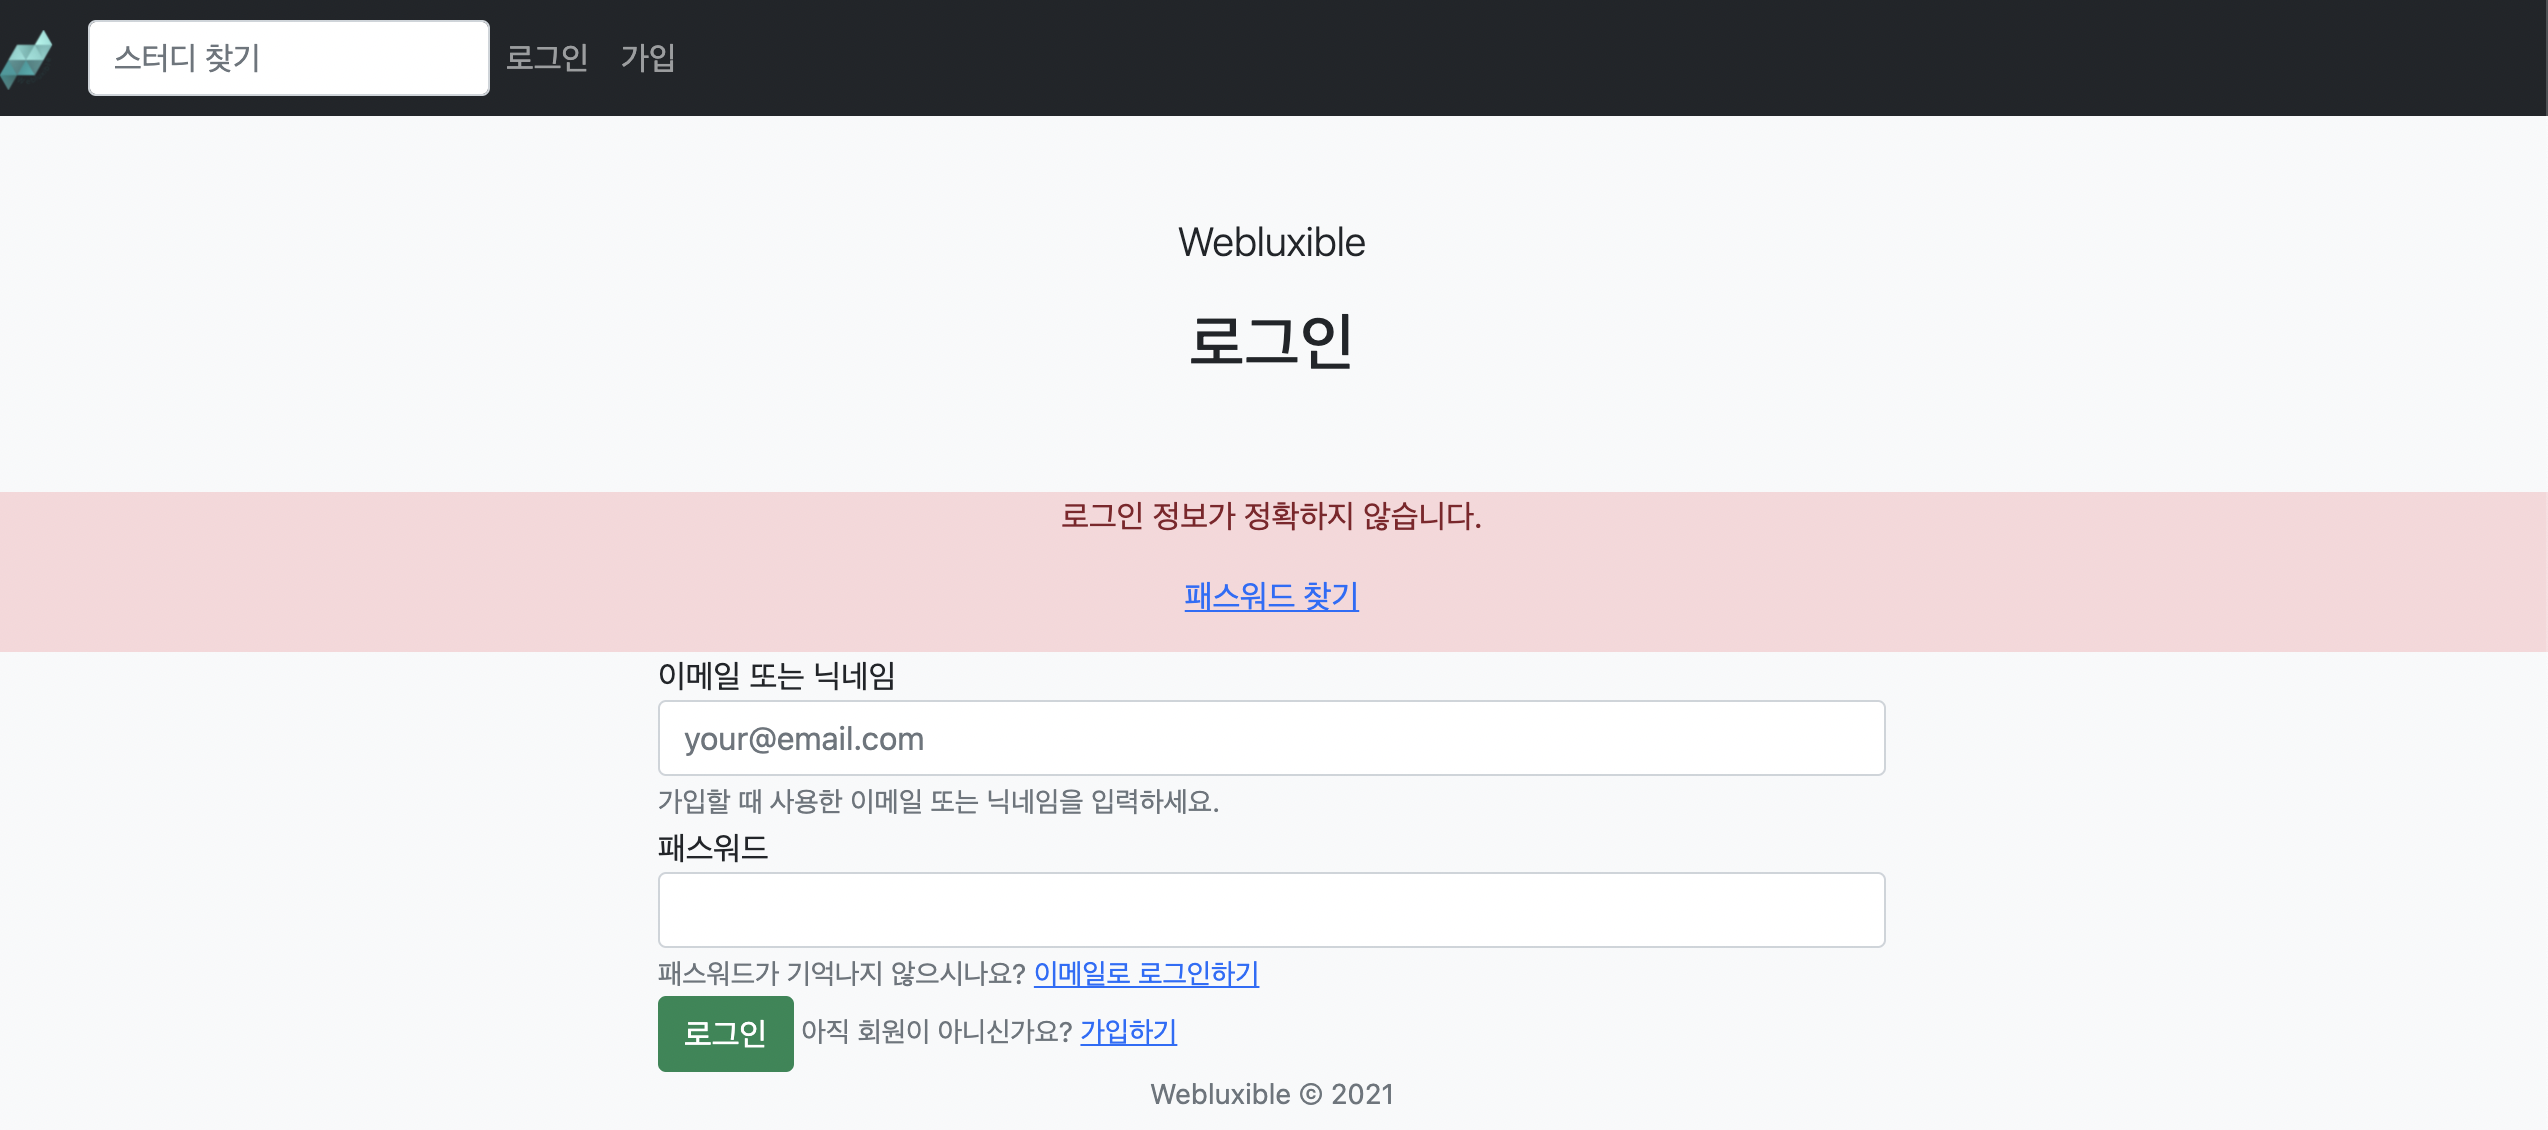 스터디 찾기 로그인 가입
Webluxible
로그인
로그인 정보가 정확하지 않습니다.
패스워드 찾기
이메일 또는 닉네임
your@email.com
가입할 때 사용한 이메일 또는 닉네임을 입력하세요.
패스워드
패스워드가 기억나지 않으시나요? 이메일로 로그인하기
로그인 아직 회원이 아니신가요? 가입하기
Webluxible © 2021